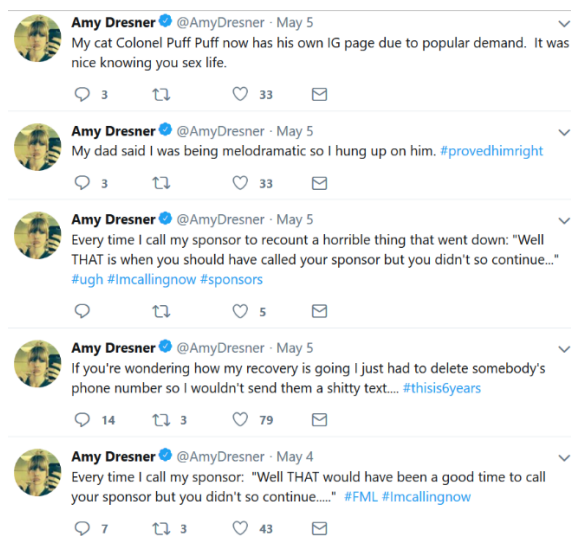 Amy Dresner @AmyDresner · May 5
My cat Colonel Puff Puff now has his own IG page due to popular demand.  It was
nice knowing you sex life.
3 33
Amy Dresner @AmyDresner · May 5
My dad said I was being melodramatic so I hung up on him. #provedhimright
3 33
Amy Dresner @AmyDresner · May 5
Every time I call my sponsor to recount a horrible thing that went down: "Well
THAT is when you should have called your sponsor but you didn't so continue..."
#ugh #Imcallingnow #sponsors
5
Amy Dresner @AmyDresner · May 5
If you're wondering how my recovery is going I just had to delete somebody's
phone number so I wouldn't send them a shitty text.... #thisis6years
14 3 79
Amy Dresner @AmyDresner · May 4
Every time I call my sponsor:  "Well THAT would have been a good time to call
your sponsor but you didn't so continue....."  #FML #Imcallingnow
7 3 43